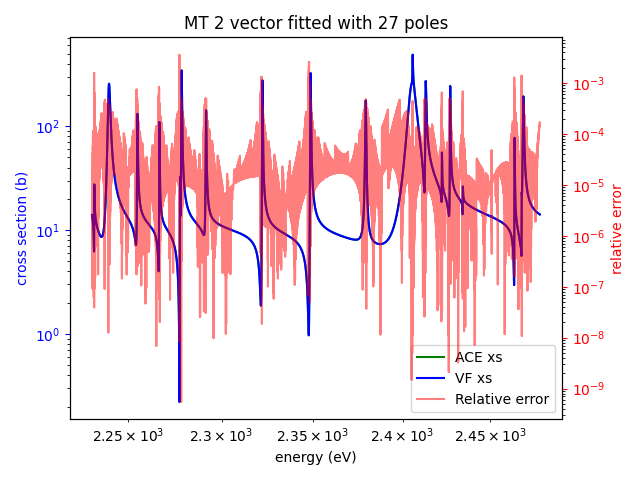 MT 2 vector fitted with 27 poles
cross section (b)
10²
10¹
10⁰
10⁻³
10⁻⁴
10⁻⁵
10⁻⁶
10⁻⁷
10⁻⁸
10⁻⁹
relative error
ACE xs
VF xs
Relative error
2.25 × 10³ 2.3 × 10³ 2.35 × 10³ 2.4 × 10³ 2.45 × 10³
energy (eV)